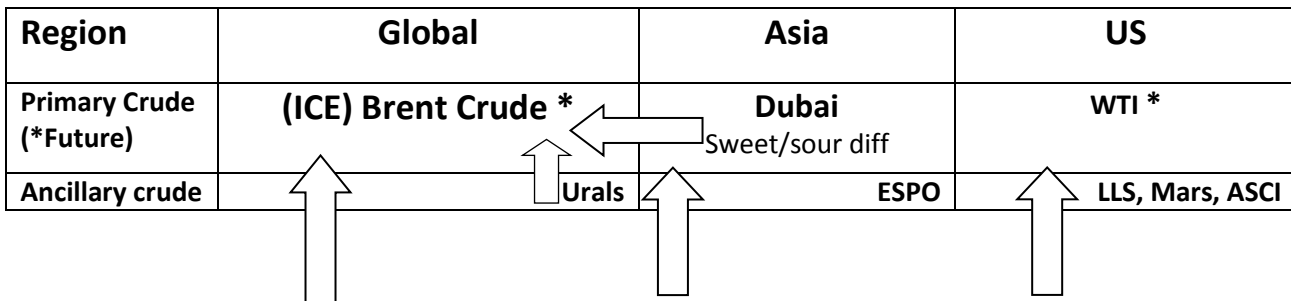 Region Global Asia US
Primary Crude (ICE) Brent Crude * Dubai WTI *
(*Future) Sweet/sour diff
Ancillary crude Urals ESPO LLS, Mars, ASCI